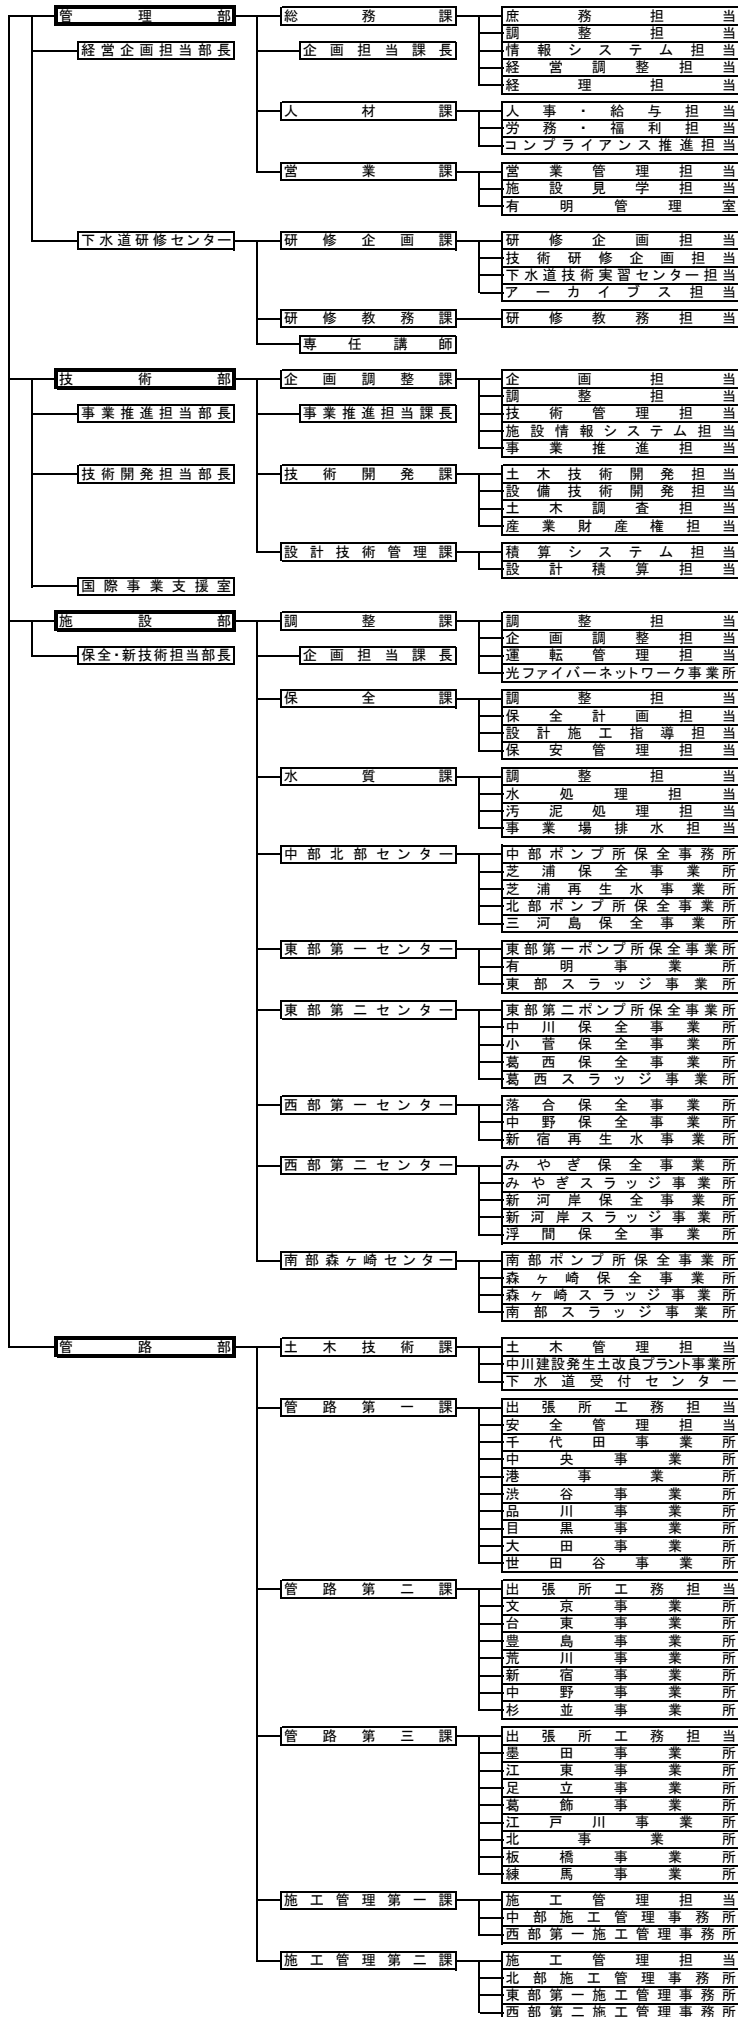 管理部
総務課
庶務担当
調整担当
経営企画担当部長
企画担当課長
情報システム担当
経営調整担当
経理担当
人材課
人事・給与担当
労務・福利担当
コンプライアンス推進担当
営業課
営業管理担当
施設見学担当
有明管理室
下水道研修センター
研修企画課
研修企画担当
技術研修企画担当
下水道技術実習センター担当
アーカイブス担当
研修教務課
研修教務担当
専任講師
技術部
企画調整課
企画担当
調整担当
事業推進担当部長
事業推進担当課長
技術管理担当
施設情報システム担当
事業推進担当
技術開発担当部長
技術開発課
土木技術開発担当
設備技術開発担当
土木調査担当
産業財産権担当
設計技術管理課
積算システム担当
設計積算担当
国際事業支援室
施設部
調整課
調整担当
企画調整担当
保全・新技術担当部長
企画担当課長
運転管理担当
光ファイバーネットワーク事業所
保全課
調整担当
保全計画担当
設計施工指導担当
保安管理担当
水質課
調整担当
水処理担当
汚泥処理担当
事業場排水担当
中部北部センター
中部ポンプ所保全事務所
芝浦保全事業所
芝浦再生水事業所
北部ポンプ所保全事業所
三河島保全事業所
東部第一センター
東部第一ポンプ所保全事業所
有明事業所
東部スラッジ事業所
東部第二センター
東部第二ポンプ所保全事業所
中川保全事業所
小菅保全事業所
葛西保全事業所
葛西スラッジ事業所
西部第一センター
落合保全事業所
中野保全事業所
新宿再生水事業所
西部第二センター
みやぎ保全事業所
みやぎスラッジ事業所
新河岸保全事業所
新河岸スラッジ事業所
浮間保全事業所
南部森ヶ崎センター
南部ポンプ所保全事業所
森ヶ崎保全事業所
森ヶ崎スラッジ事業所
南部スラッジ事業所
管路部
土木技術課
土木管理担当
中川建設発生土改良プラント事業所
下水道受付センター
管路第一課
出張所工務担当
安全管理担当
千代田事業所
中央事業所
港事業所
渋谷事業所
品川事業所
目黒事業所
大田事業所
世田谷事業所
管路第二課
出張所工務担当
文京事業所
台東事業所
豊島事業所
荒川事業所
新宿事業所
中野事業所
杉並事業所
管路第三課
出張所工務担当
墨田事業所
江東事業所
足立事業所
葛飾事業所
江戸川事業所
北事業所
板橋事業所
練馬事業所
施工管理第一課
施工管理担当
中部施工管理事務所
西部第一施工管理事務所
施工管理第二課
施工管理担当
北部施工管理事務所
東部第一施工管理事務所
西部第二施工管理事務所